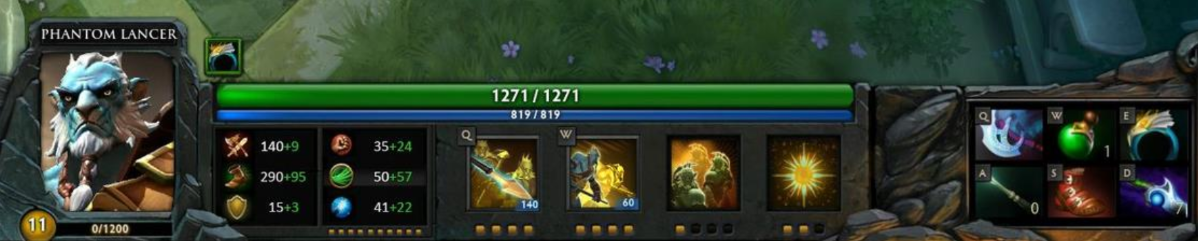 PHANTOM LANCER
1271 / 1271
819 / 819
140+9
35+24
290+95
50+57
15+3
41+22
Q
140
W
60
Q
W
1
E
A
0
S
D
11
0/1200